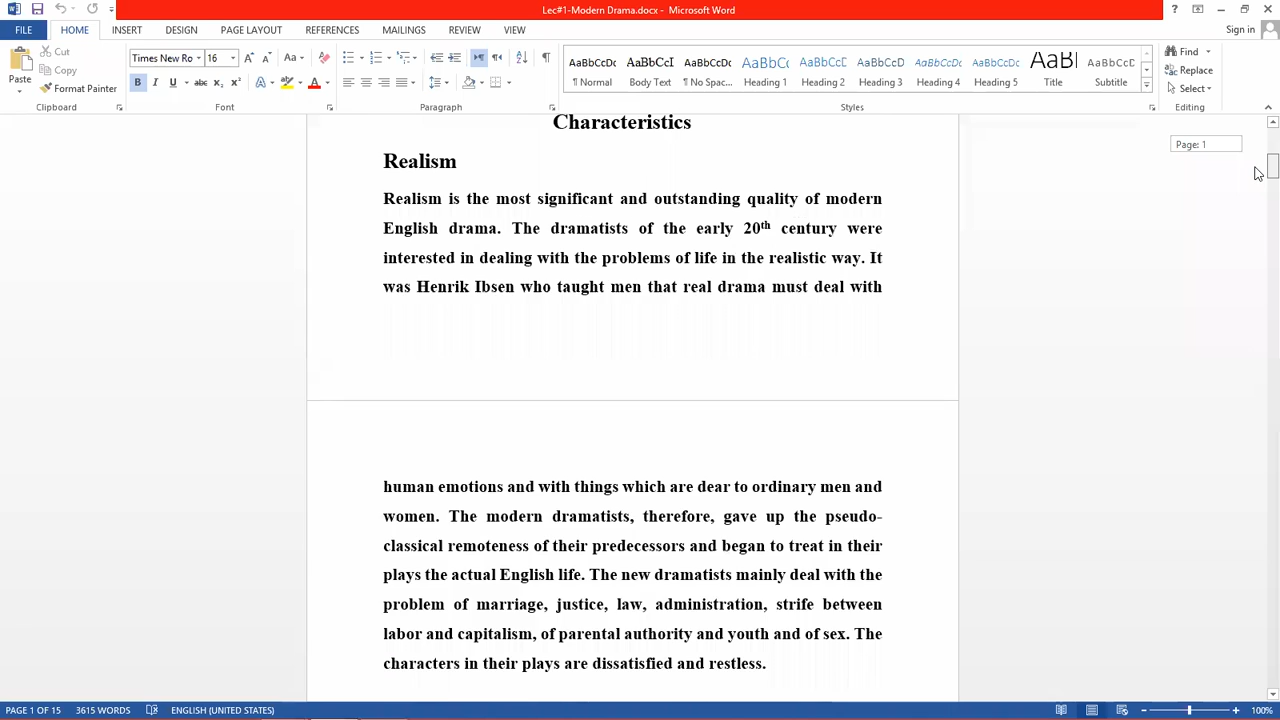 Lec#1-Modern Drama.docx - Microsoft Word
FILE HOME INSERT DESIGN PAGE LAYOUT REFERENCES MAILINGS REVIEW VIEW Sign in
Paste Cut Copy Format Painter Clipboard
Times New Ro 16 Aa
B I U abc x₂ x² A ab A Font
Paragraph
AaBbCcDc AaBbCcI AaBbCcDc AaBbCc AaBbCcI AaBbCcD AaBbCcD AaBbCcD AaBl AaBbCcD
¶ Normal Body Text ¶ No Spac... Heading 1 Heading 2 Heading 3 Heading 4 Heading 5 Title Subtitle
Styles
Find Replace Select Editing
Page: 1
Characteristics
Realism
Realism is the most significant and outstanding quality of modern
English drama. The dramatists of the early 20th century were
interested in dealing with the problems of life in the realistic way. It
was Henrik Ibsen who taught men that real drama must deal with
human emotions and with things which are dear to ordinary men and
women. The modern dramatists, therefore, gave up the pseudo-
classical remoteness of their predecessors and began to treat in their
plays the actual English life. The new dramatists mainly deal with the
problem of marriage, justice, law, administration, strife between
labor and capitalism, of parental authority and youth and of sex. The
characters in their plays are dissatisfied and restless.
PAGE 1 OF 15 3615 WORDS ENGLISH (UNITED STATES) 100%